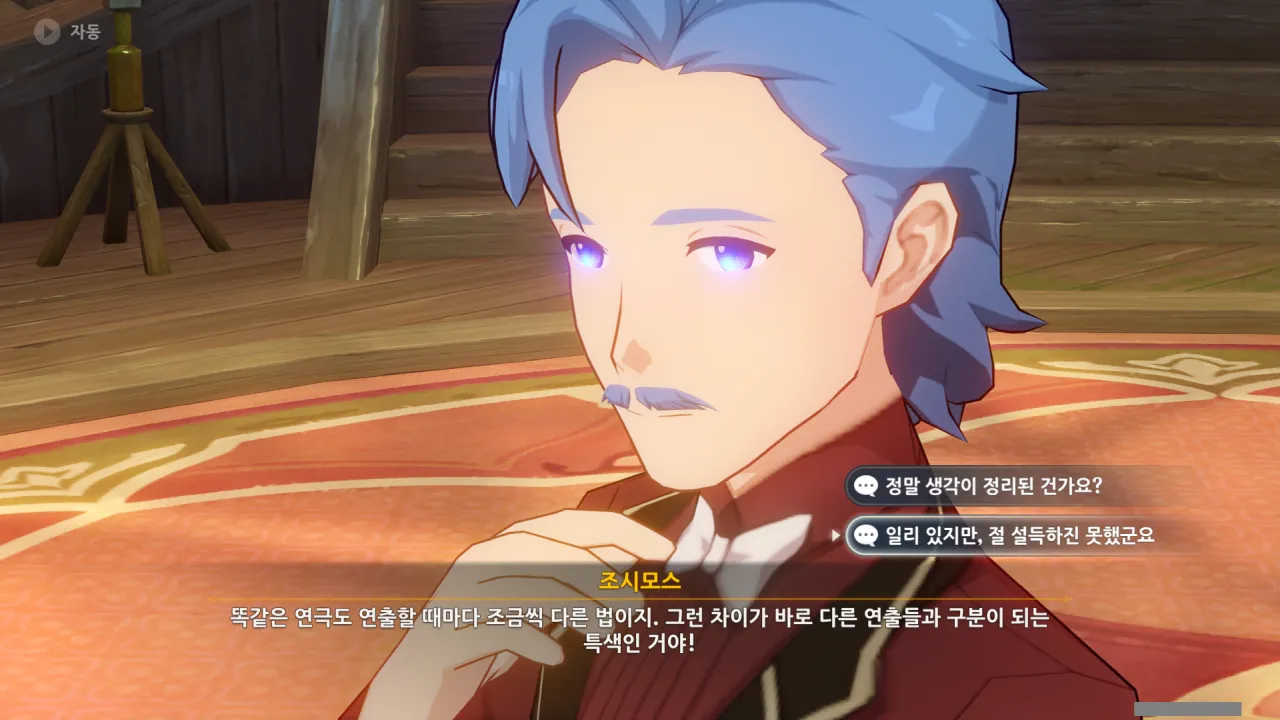 자동
정말 생각이 정리된 건가요?
일리 있지만, 절 설득하진 못했군요
조시모스
똑같은 연극도 연출할 때마다 조금씩 다른 법이지. 그런 차이가 바로 다른 연출들과 구분이 되는
특색인 거야!